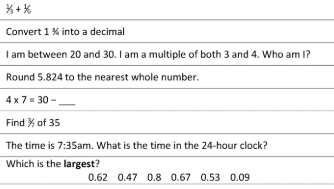 ⅓ + ⅙
Convert 1 ¾ into a decimal
I am between 20 and 30. I am a multiple of both 3 and 4. Who am I?
Round 5.824 to the nearest whole number.
4 x 7 = 30 – ___
Find of 35
The time is 7:35am. What is the time in the 24-hour clock?
Which is the largest?
0.62 0.47 0.8 0.67 0.53 0.09